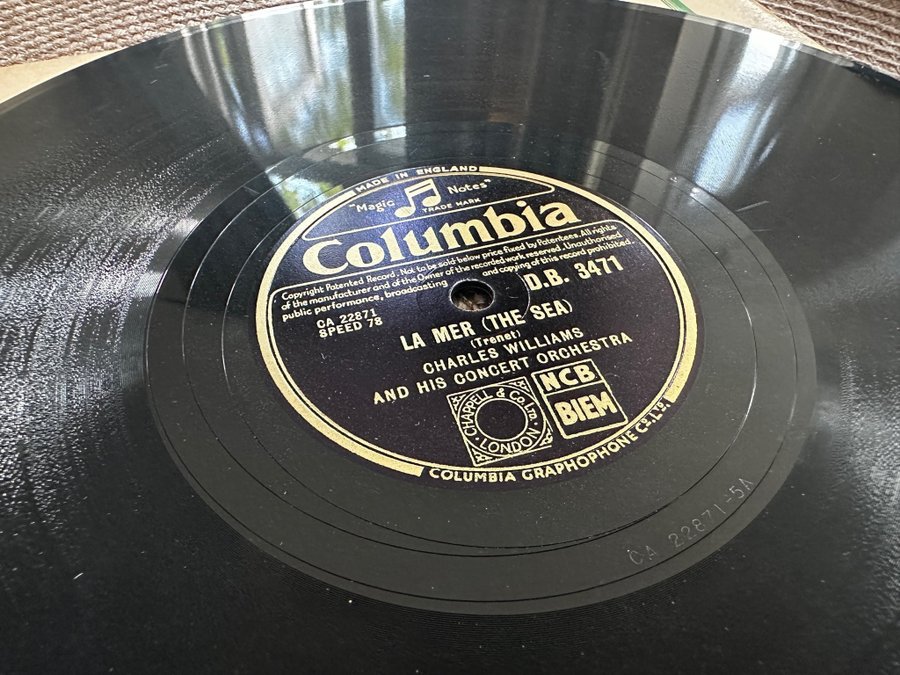 MADE IN ENGLAND
"Magic Notes"
TRADE MARK
Columbia
Copyright Patented Record. Not to be sold below price fixed by Patentees. All rights
of the manufacturer and of the Owner of the recorded work reserved. Unauthorised
public performance, broadcasting and copying of this record prohibited.
CA 22871
SPEED 78
D.B. 3471
LA MER (THE SEA)
(Trenet)
CHARLES WILLIAMS
AND HIS CONCERT ORCHESTRA
CHAPPELL & Co LTD.
LONDON
NCB
BIEM
COLUMBIA GRAPHOPHONE Co. LTD.
CA 22871-5A